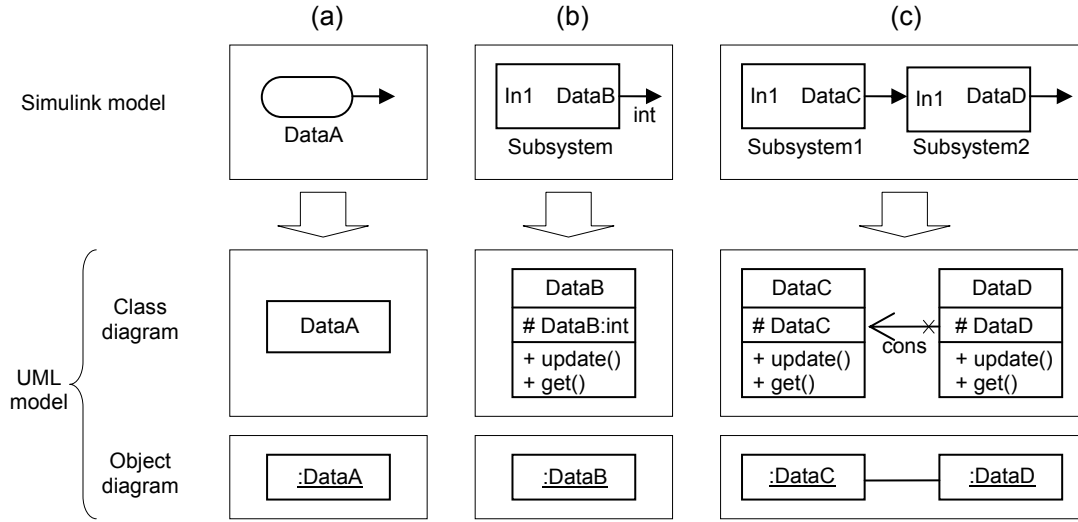 (a)
(b)
(c)
Simulink model
DataA
In1 DataB
int
Subsystem
In1 DataC
Subsystem1
In1 DataD
Subsystem2
UML
model
Class
diagram
DataA
DataB
# DataB:int
+ update()
+ get()
DataC
# DataC
+ update()
+ get()
cons
DataD
# DataD
+ update()
+ get()
Object
diagram
:DataA
:DataB
:DataC
:DataD